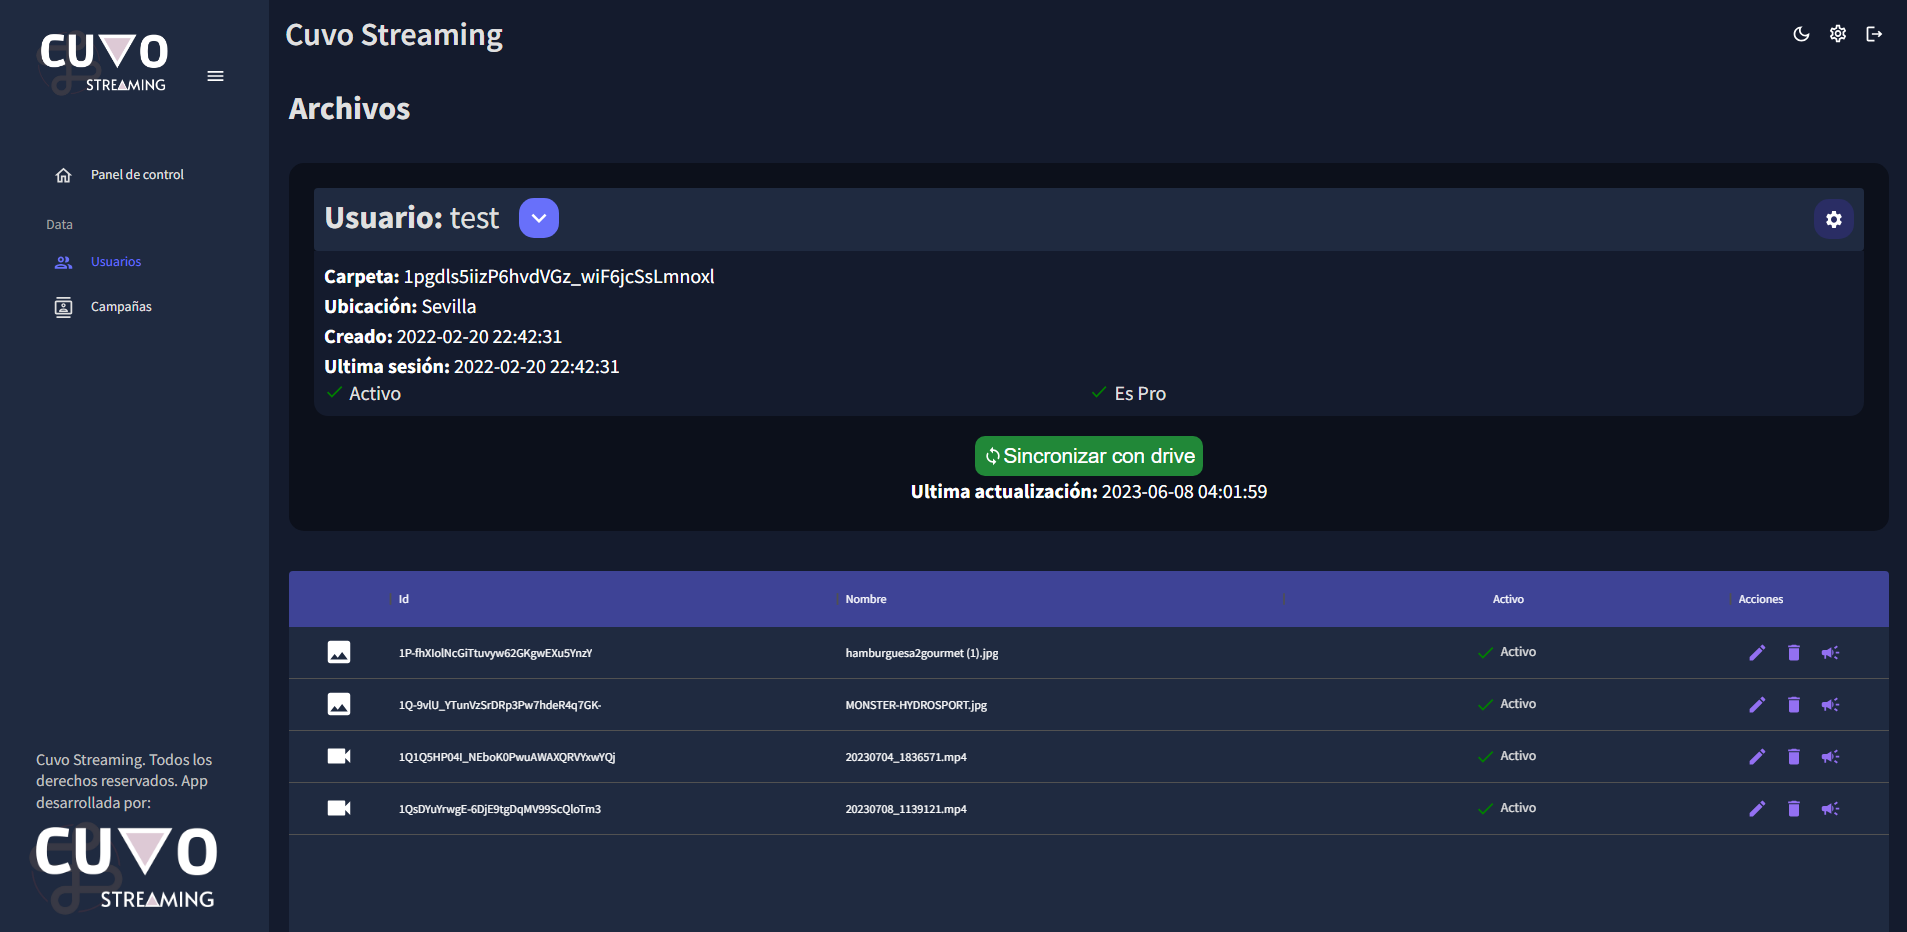 CUVO
STREAMING
Cuvo Streaming
Archivos
Panel de control
Data
Usuarios
Campañas
Usuario: test
Carpeta: 1pgdls5iizP6hvdVGz_wiF6jcSsLmnoxl
Ubicación: Sevilla
Creado: 2022-02-20 22:42:31
Ultima sesión: 2022-02-20 22:42:31
Activo Es Pro
Sincronizar con drive
Ultima actualización: 2023-06-08 04:01:59
Id Nombre Activo Acciones
1P-fhXIolNcGiTtuvyw62GKgwEXu5YnzY hamburguesa2gourmet (1).jpg Activo
1Q-9vlU_YTunVzSrDRp3Pw7hdeR4q7GK- MONSTER-HYDROSPORT.jpg Activo
1Q1Q5HP04I_NEboK0PwuAWAXQRVYxwYQj 20230704_1836571.mp4 Activo
1QsDYuYrwgE-6DjE9tgDqMV99ScQloTm3 20230708_1139121.mp4 Activo
Cuvo Streaming. Todos los
derechos reservados. App
desarrollada por:
CUVO
STREAMING